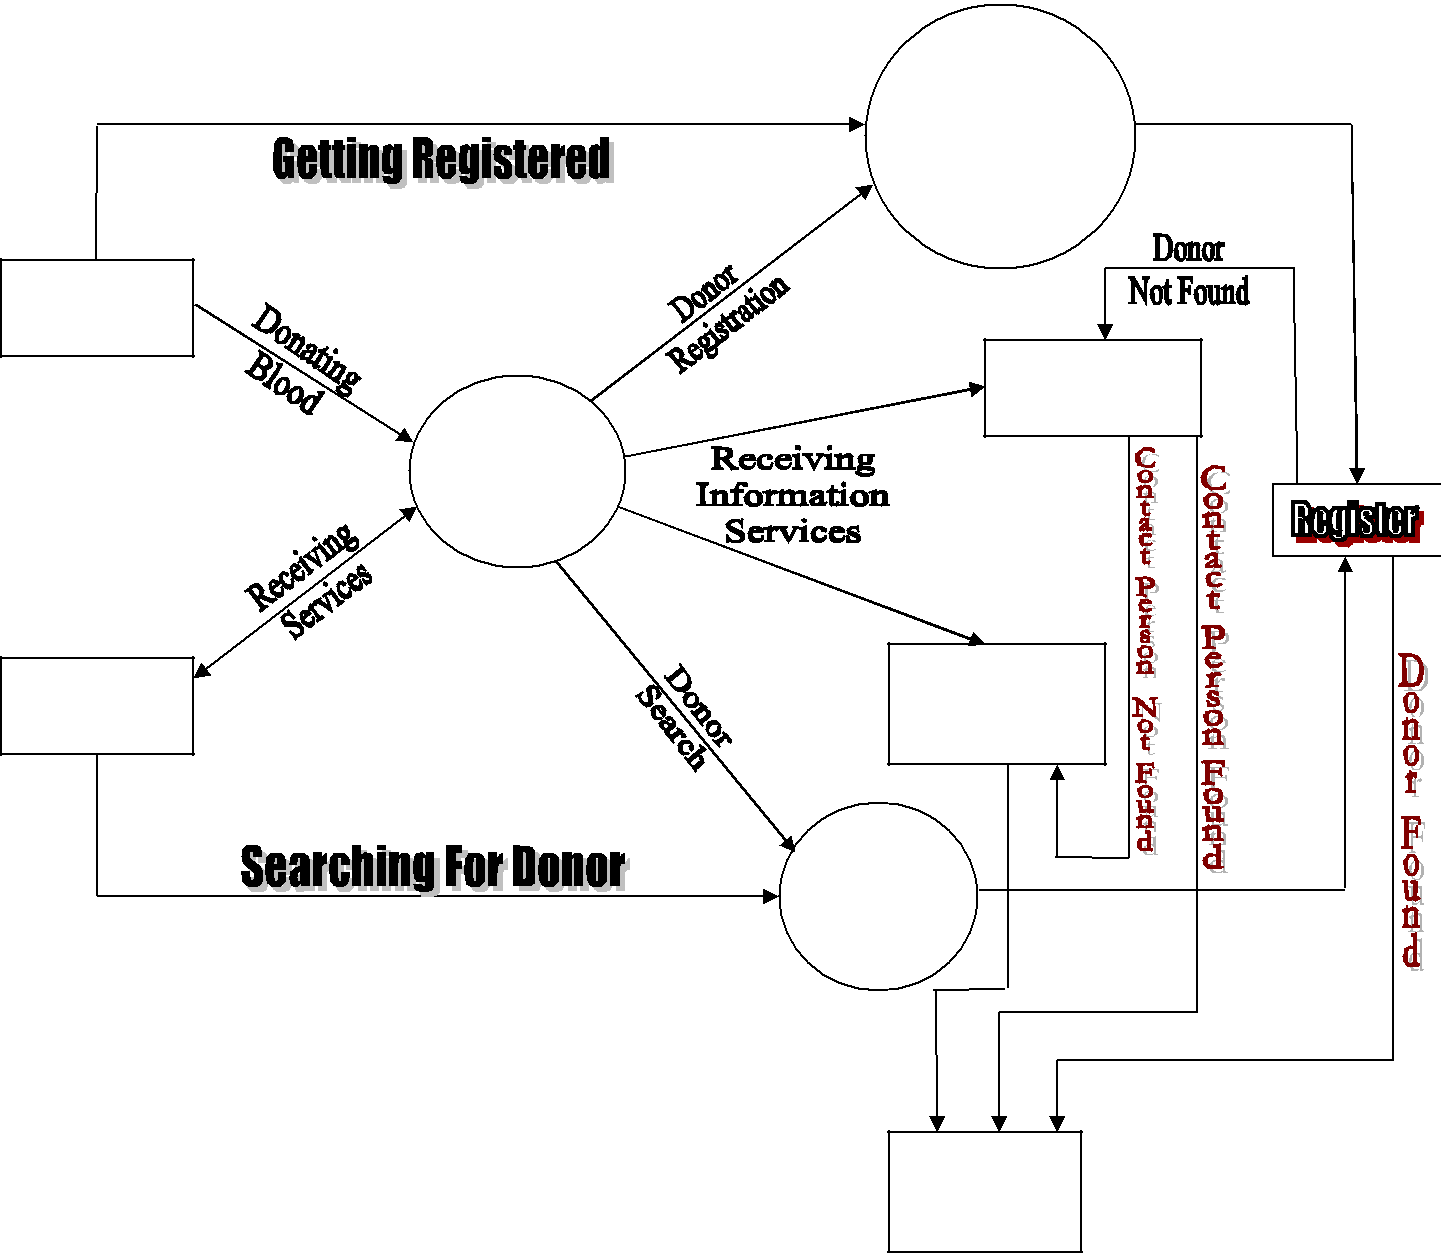 Getting Registered
Donor
Not Found
Donor
Registration
Donating
Blood
Receiving
Information
Services
Register
Receiving
Services
Contact Person Not Found
Contact Person Found
Donor Found
Donor
Search
Searching For Donor